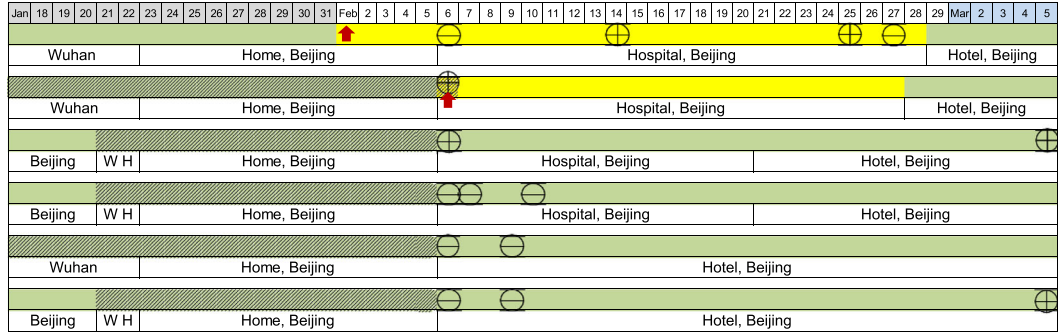 Jan 18 19 20 21 22 23 24 25 26 27 28 29 30 31 Feb 2 3 4 5 6 7 8 9 10 11 12 13 14 15 16 17 18 19 20 21 22 23 24 25 26 27 28 29 Mar 2 3 4 5
Wuhan Home, Beijing Hospital, Beijing Hotel, Beijing
Wuhan Home, Beijing Hospital, Beijing Hotel, Beijing
Beijing W H Home, Beijing Hospital, Beijing Hotel, Beijing
Beijing W H Home, Beijing Hospital, Beijing Hotel, Beijing
Wuhan Home, Beijing Hotel, Beijing
Beijing W H Home, Beijing Hotel, Beijing